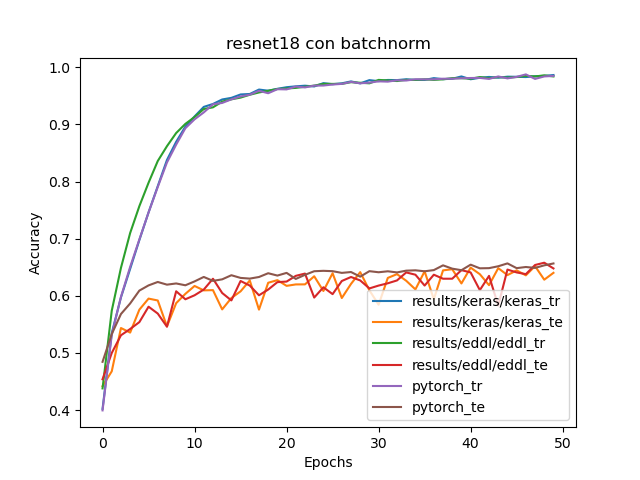 resnet18 con batchnorm
1.0
0.9
0.8
0.7
0.6
0.5
0.4
Accuracy
results/keras/keras_tr
results/keras/keras_te
results/eddl/eddl_tr
results/eddl/eddl_te
pytorch_tr
pytorch_te
0 10 20 30 40 50
Epochs